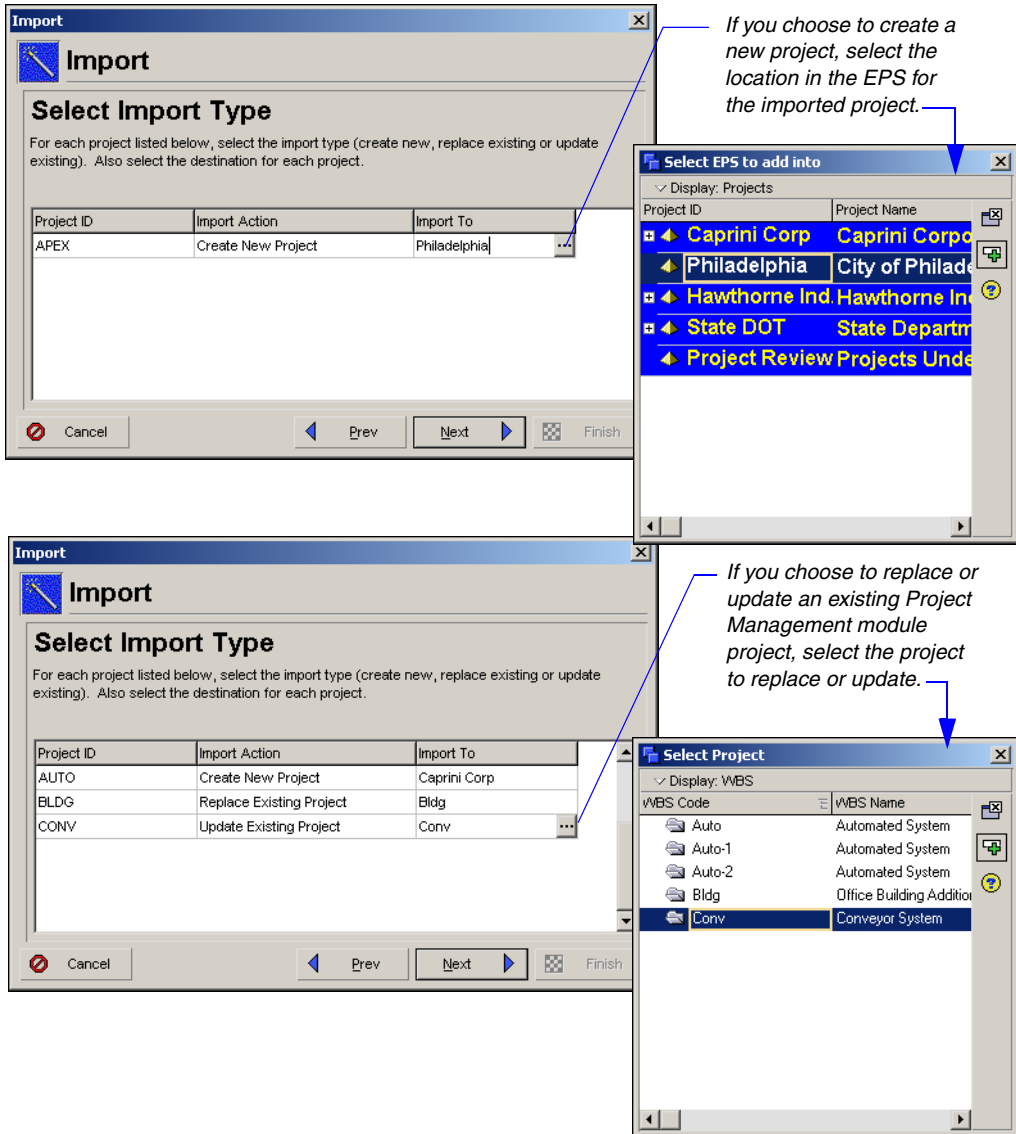 Import
Import
Select Import Type
For each project listed below, select the import type (create new, replace existing or update
existing). Also select the destination for each project.
Project ID Import Action Import To
APEX Create New Project Philadelphia ...
Cancel Prev Next Finish
If you choose to create a
new project, select the
location in the EPS for
the imported project.
Select EPS to add into
Display: Projects
Project ID Project Name
Caprini Corp Caprini Corpo
Philadelphia City of Philade
Hawthorne Ind. Hawthorne In
State DOT State Departm
Project Review Projects Unde
Import
Import
Select Import Type
For each project listed below, select the import type (create new, replace existing or update
existing). Also select the destination for each project.
Project ID Import Action Import To
AUTO Create New Project Caprini Corp
BLDG Replace Existing Project Bldg
CONV Update Existing Project Conv ...
Cancel Prev Next Finish
If you choose to replace or
update an existing Project
Management module
project, select the project
to replace or update.
Select Project
Display: WBS
WBS Code WBS Name
Auto Automated System
Auto-1 Automated System
Auto-2 Automated System
Bldg Office Building Addition
Conv Conveyor System